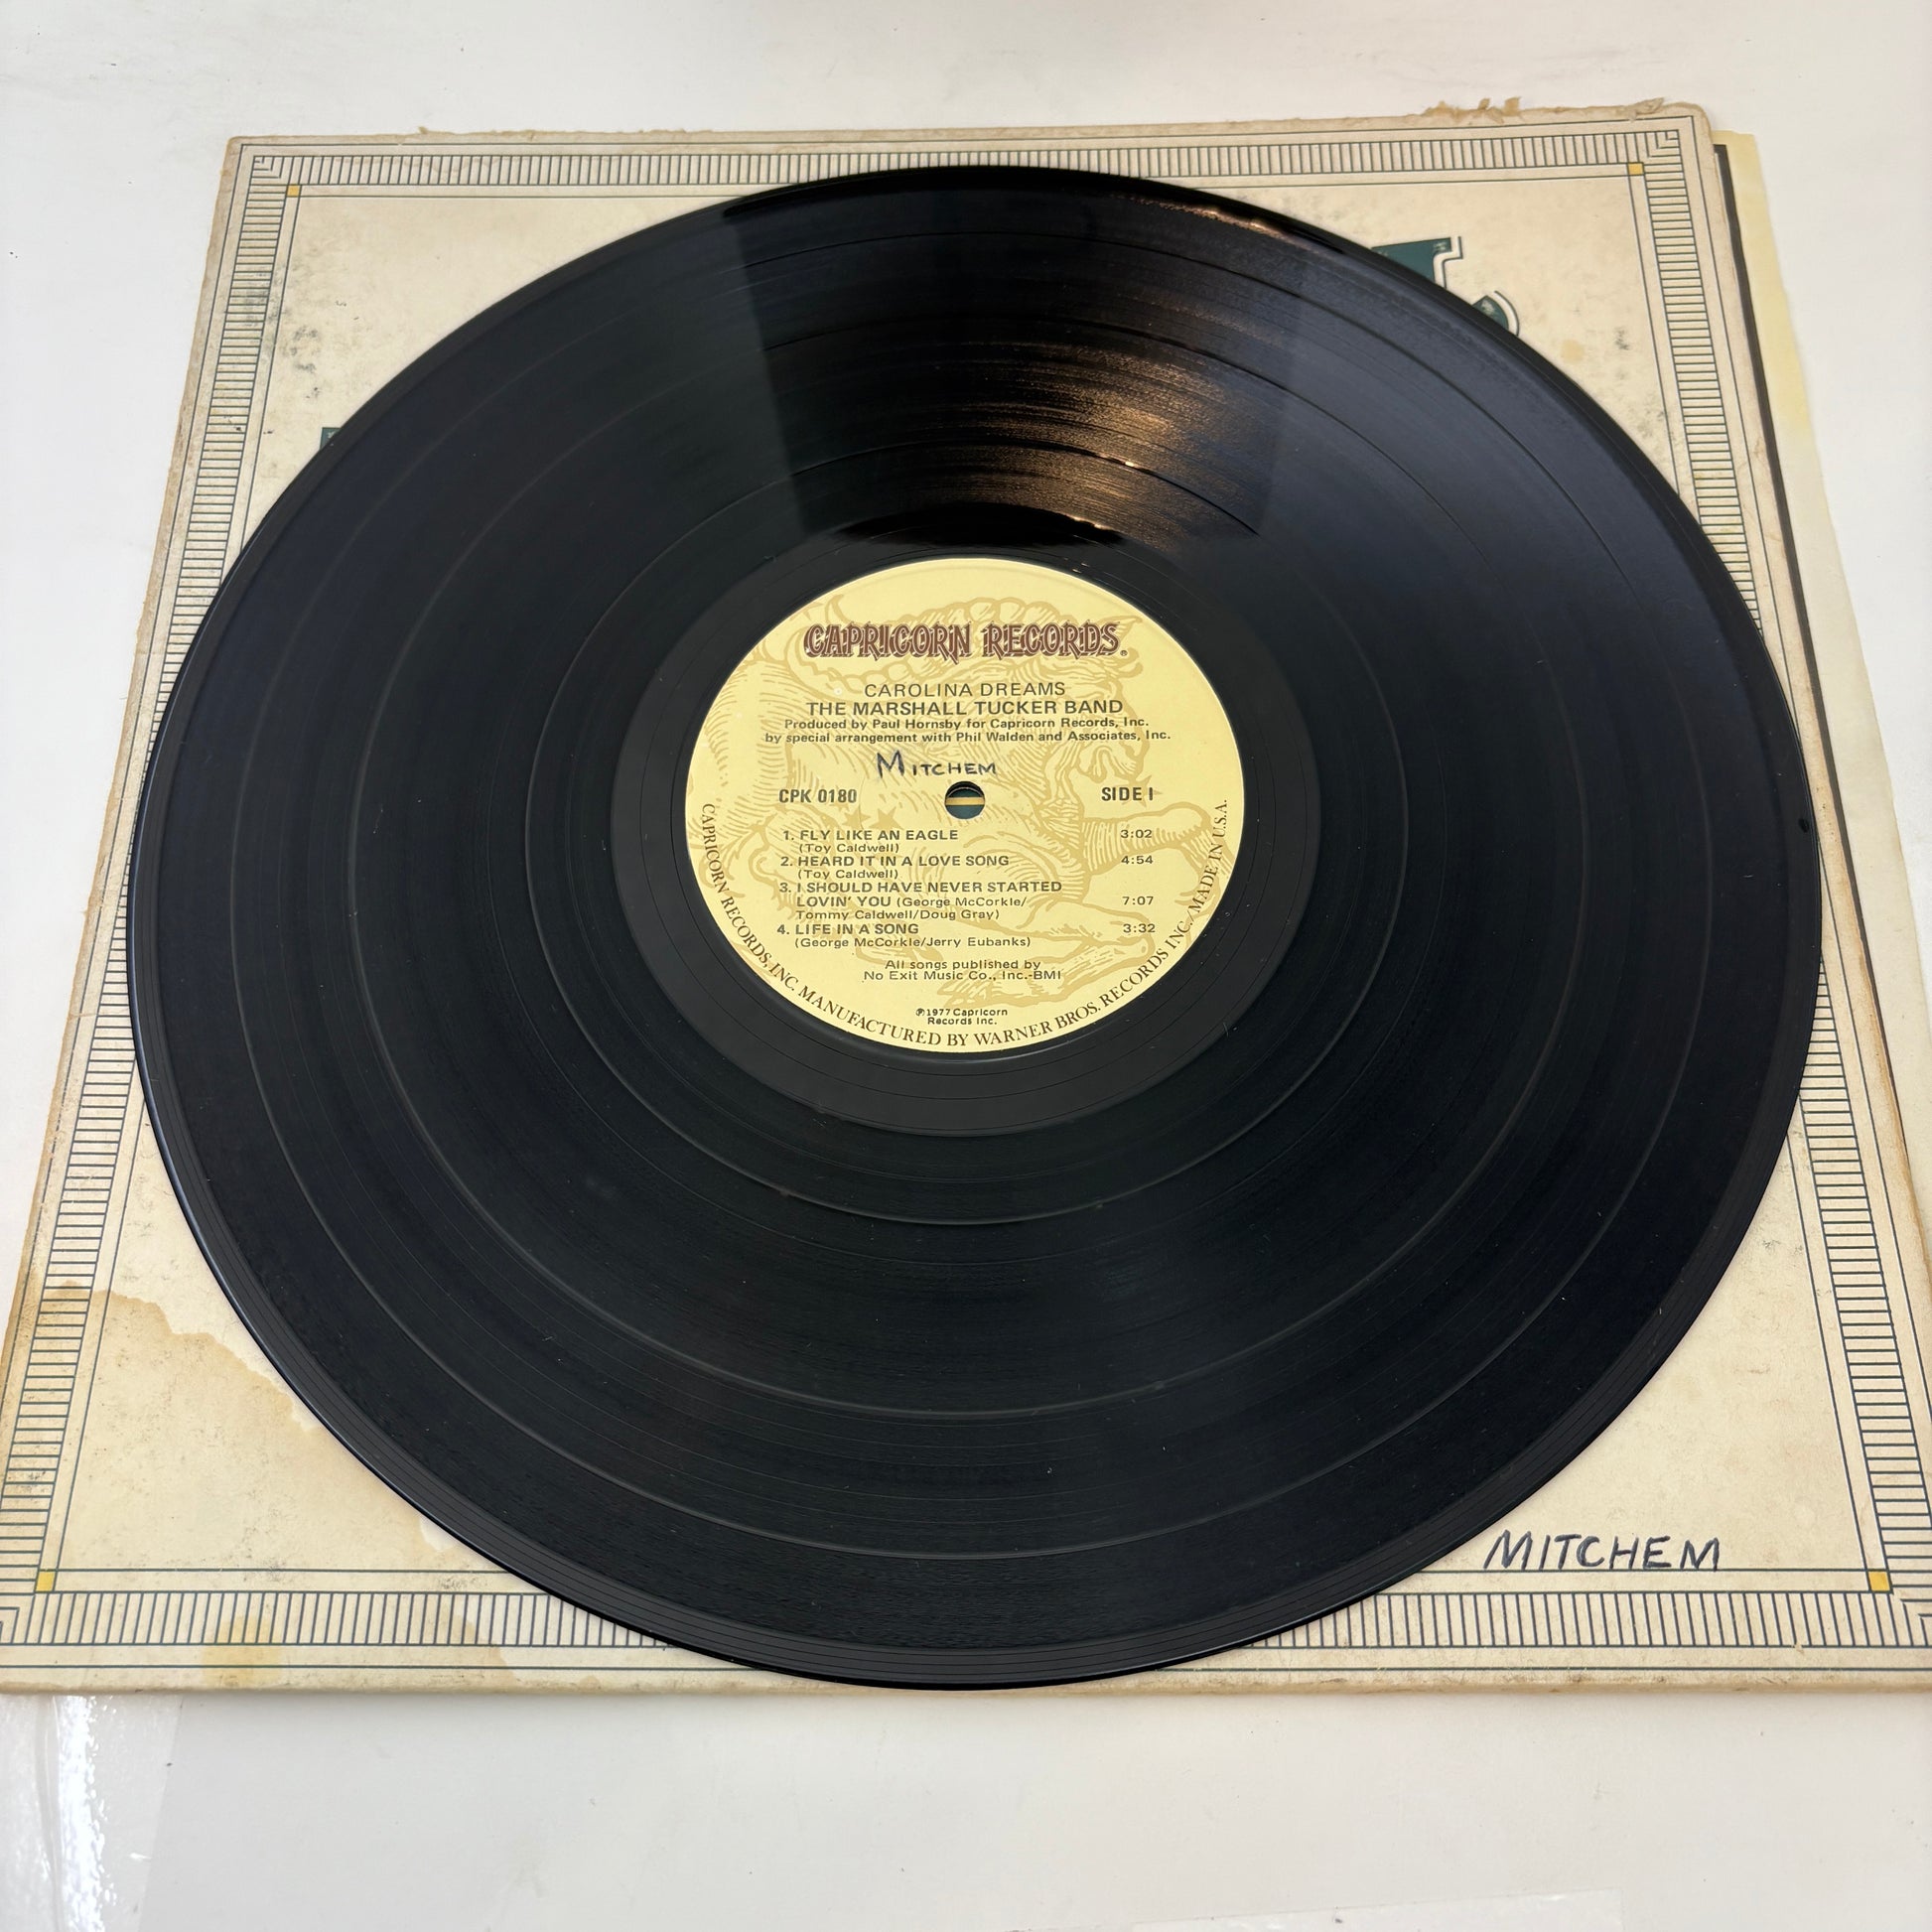 CAPRICORN RECORDS®
CAROLINA DREAMS
THE MARSHALL TUCKER BAND
Produced by Paul Hornsby for Capricorn Records, Inc.
by special arrangement with Phil Walden and Associates, Inc.
MITCHEM
CPK 0180 SIDE I
1. FLY LIKE AN EAGLE 3:02
(Toy Caldwell)
2. HEARD IT IN A LOVE SONG 4:54
(Toy Caldwell)
3. I SHOULD HAVE NEVER STARTED
LOVIN' YOU (George McCorkle/ 7:07
Tommy Caldwell/Doug Gray)
4. LIFE IN A SONG 3:32
(George McCorkle/Jerry Eubanks)
All songs published by
No Exit Music Co., Inc.-BMI
℗1977 Capricorn
Records Inc.
CAPRICORN RECORDS, INC. MANUFACTURED BY WARNER BROS. RECORDS INC./MADE IN U.S.A.
MITCHEM